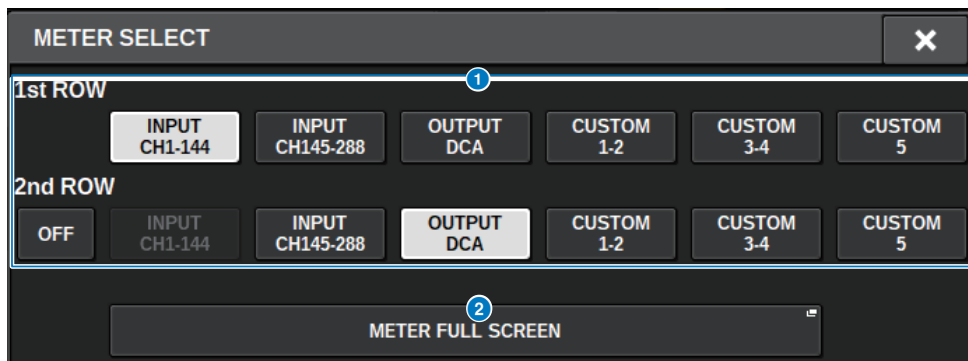 METER SELECT
1
1st ROW
INPUT CH1-144
INPUT CH145-288
OUTPUT DCA
CUSTOM 1-2
CUSTOM 3-4
CUSTOM 5
2nd ROW
OFF
INPUT CH1-144
INPUT CH145-288
OUTPUT DCA
CUSTOM 1-2
CUSTOM 3-4
CUSTOM 5
2
METER FULL SCREEN